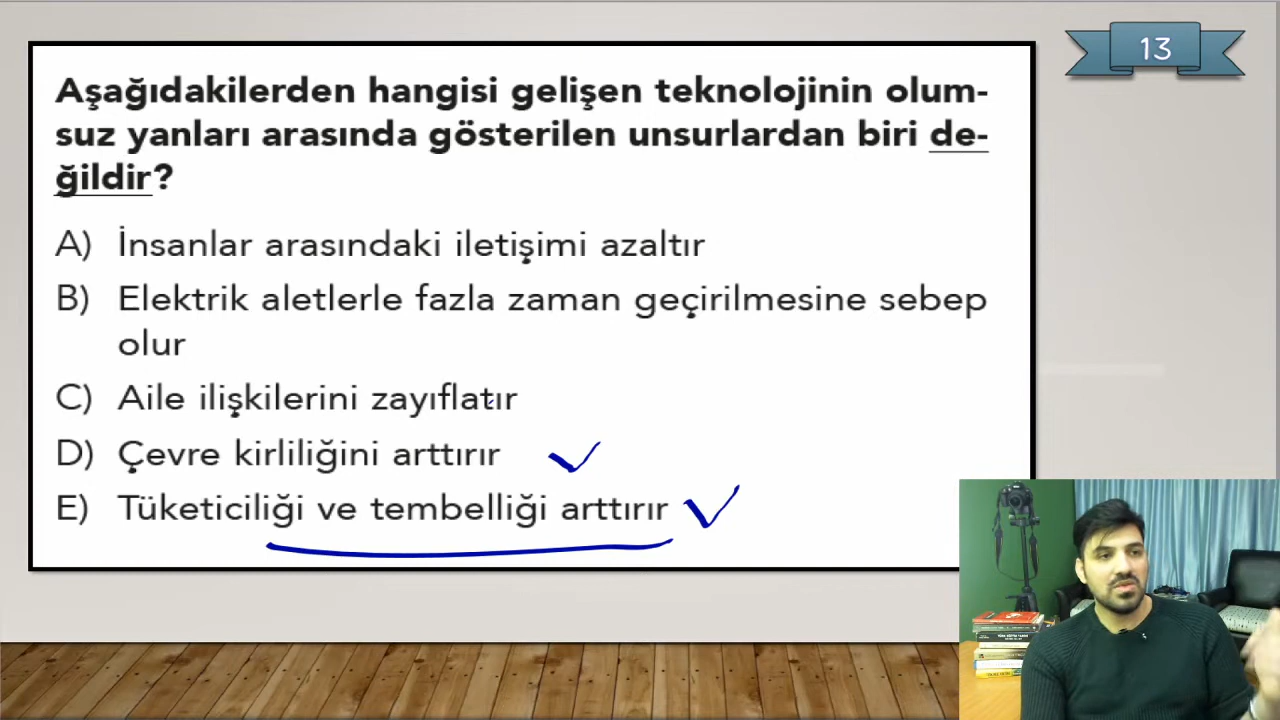 13
Aşağıdakilerden hangisi gelişen teknolojinin olum-
suz yanları arasında gösterilen unsurlardan biri de-
ğildir?
A) İnsanlar arasındaki iletişimi azaltır
B) Elektrik aletlerle fazla zaman geçirilmesine sebep
olur
C) Aile ilişkilerini zayıflatır
D) Çevre kirliliğini arttırır
E) Tüketiciliği ve tembelliği arttırır